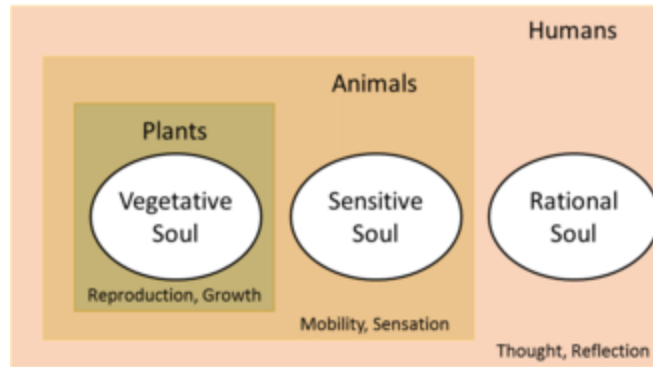 Humans
Animals
Plants
Vegetative
Soul
Sensitive
Soul
Rational
Soul
Reproduction, Growth
Mobility, Sensation
Thought, Reflection